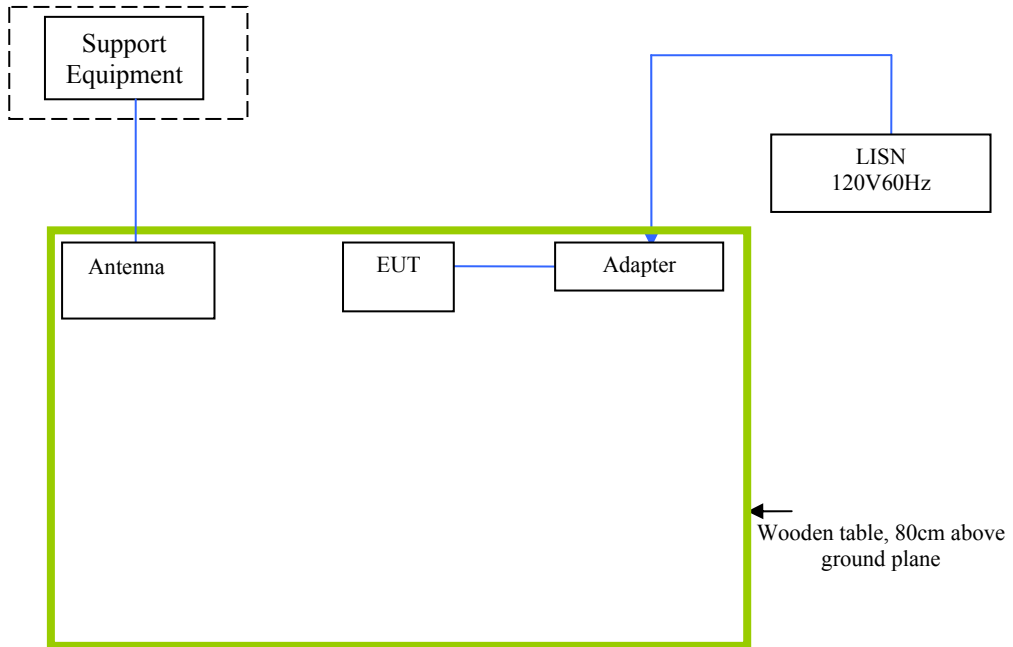 Support
Equipment
LISN
120V60Hz
Antenna
EUT
Adapter
Wooden table, 80cm above
ground plane